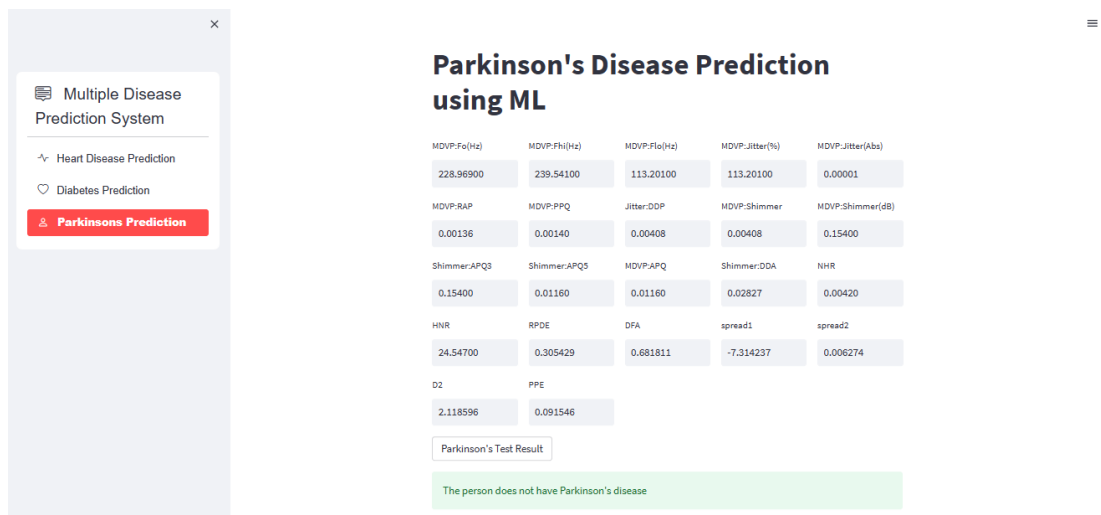 Multiple Disease
Prediction System
Heart Disease Prediction
Diabetes Prediction
Parkinsons Prediction
Parkinson's Disease Prediction
using ML
MDVP:Fo(Hz) MDVP:Fhi(Hz) MDVP:Flo(Hz) MDVP:Jitter(%) MDVP:Jitter(Abs)
228.96900 239.54100 113.20100 113.20100 0.00001
MDVP:RAP MDVP:PPQ Jitter:DDP MDVP:Shimmer MDVP:Shimmer(dB)
0.00136 0.00140 0.00408 0.00408 0.15400
Shimmer:APQ3 Shimmer:APQ5 MDVP:APQ Shimmer:DDA NHR
0.15400 0.01160 0.01160 0.02827 0.00420
HNR RPDE DFA spread1 spread2
24.54700 0.305429 0.681811 -7.314237 0.006274
D2 PPE
2.118596 0.091546
Parkinson's Test Result
The person does not have Parkinson's disease